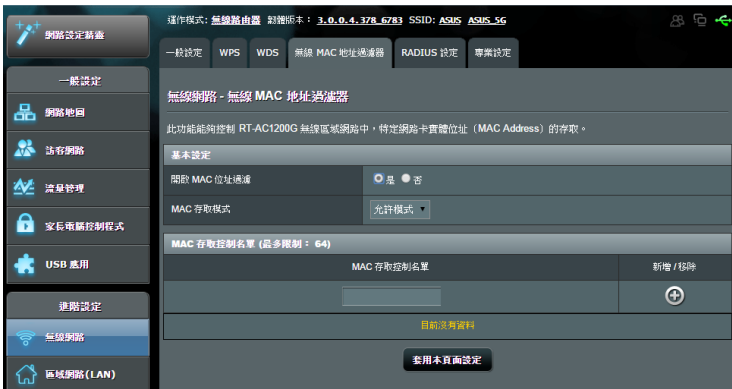 網路設定精靈
運作模式: 無線路由器 韌體版本： 3.0.0.4.378_6783 SSID: ASUS ASUS_5G
一般設定 WPS WDS 無線 MAC 地址過濾器 RADIUS 設定 專業設定
一般設定
網路地圖
訪客網路
流量管理
家長電腦控制程式
USB 應用
進階設定
無線網路
區域網路(LAN)
無線網路 - 無線 MAC 地址過濾器
此功能能夠控制 RT-AC1200G 無線區域網路中，特定網路卡實體位址（MAC Address）的存取。
基本設定
開啟 MAC 位址過濾 是 否
MAC 存取模式 允許模式
MAC 存取控制名單 (最多限制： 64)
MAC 存取控制名單 新增 / 移除
目前沒有資料
套用本頁面設定